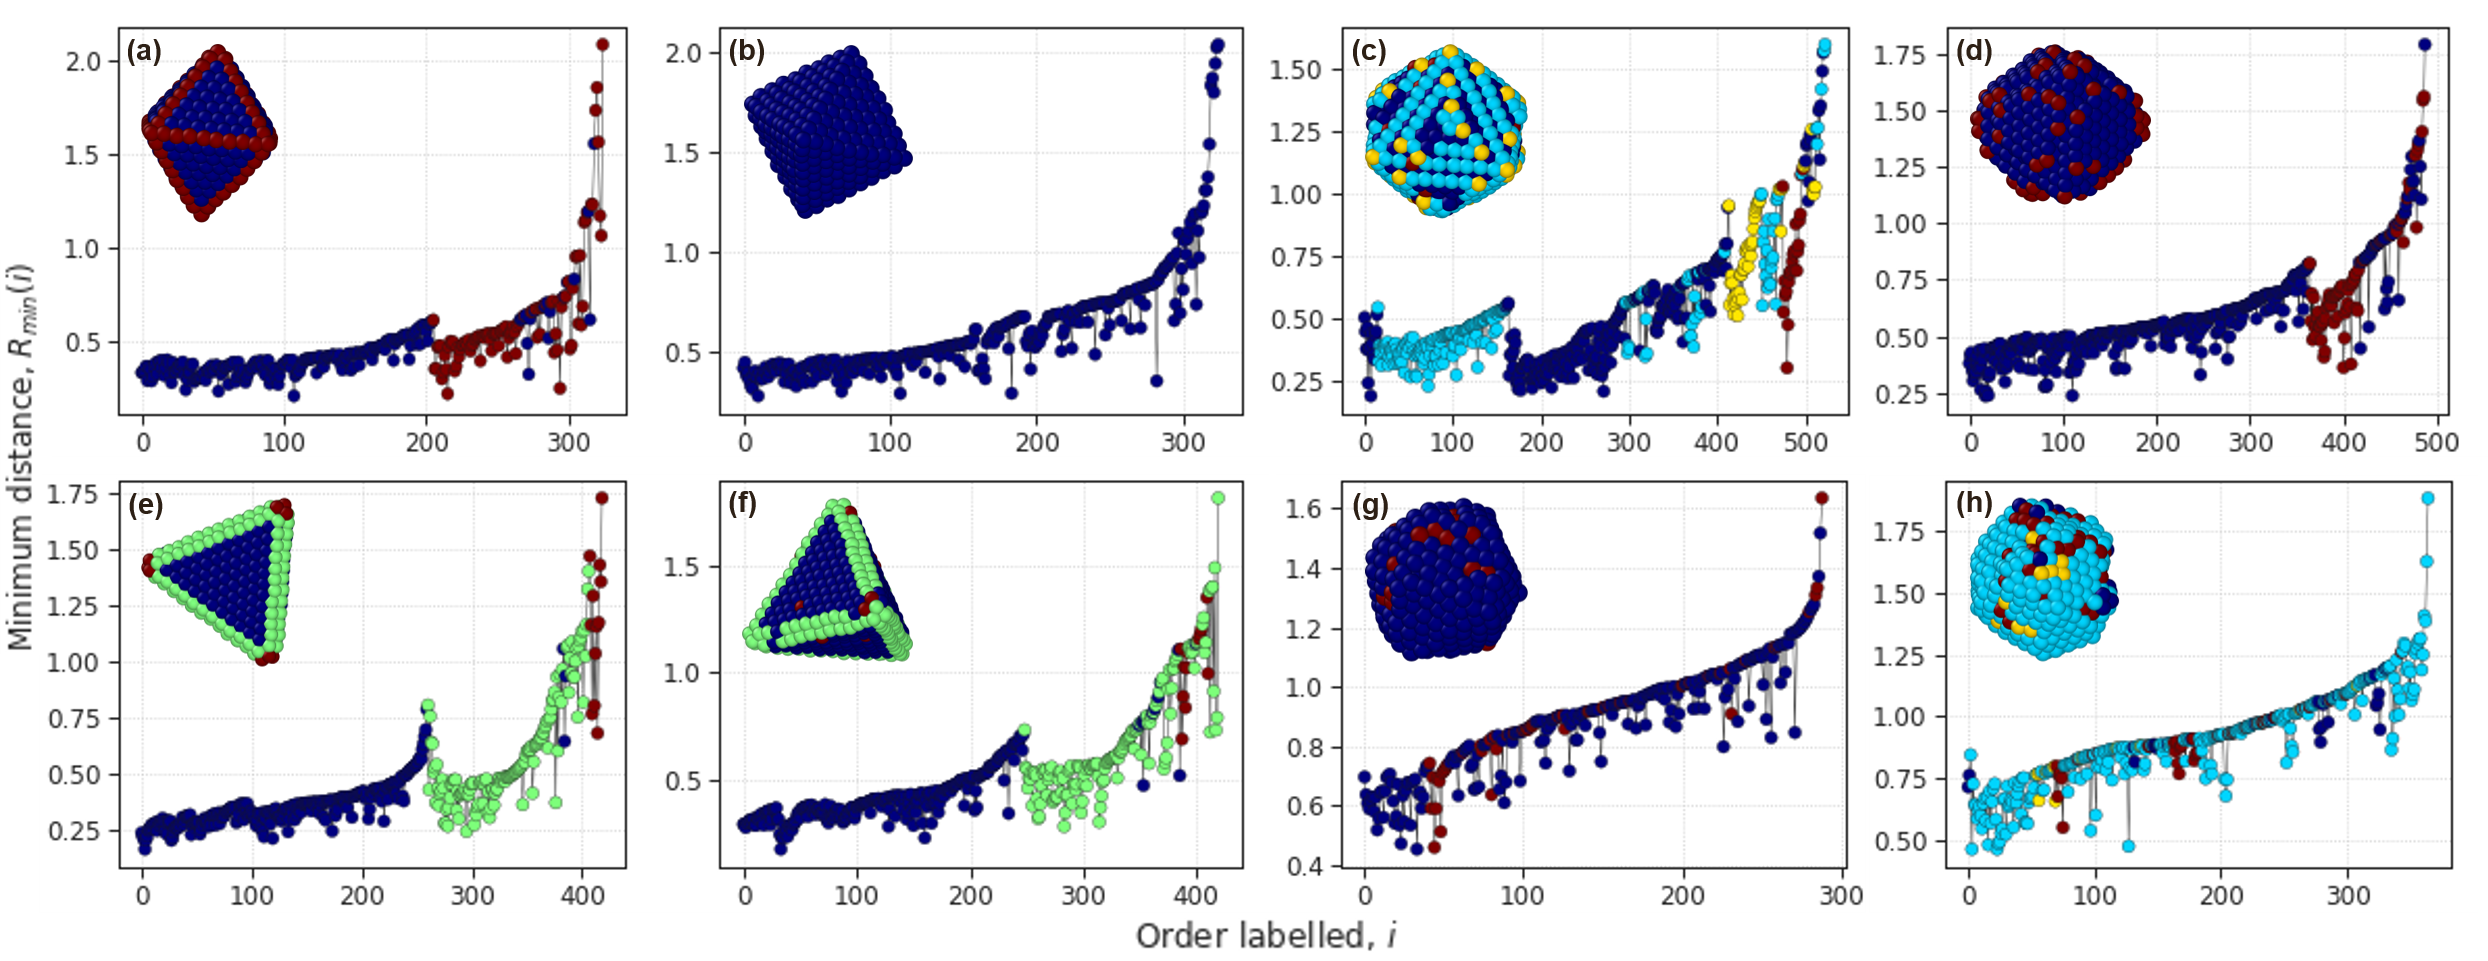 (a) (b) (c) (d)
2.0 1.5 1.0 0.5
0 100 200 300
2.0 1.5 1.0 0.5
0 100 200 300
1.50 1.25 1.00 0.75 0.50 0.25
0 100 200 300 400 500
1.75 1.50 1.25 1.00 0.75 0.50 0.25
0 100 200 300 400 500
Minimum distance, R_min(i)
(e) (f) (g) (h)
1.75 1.50 1.25 1.00 0.75 0.50 0.25
0 100 200 300 400
1.5 1.0 0.5
0 100 200 300 400
1.6 1.4 1.2 1.0 0.8 0.6 0.4
0 100 200 300
1.75 1.50 1.25 1.00 0.75 0.50
0 100 200 300
Order labelled, i